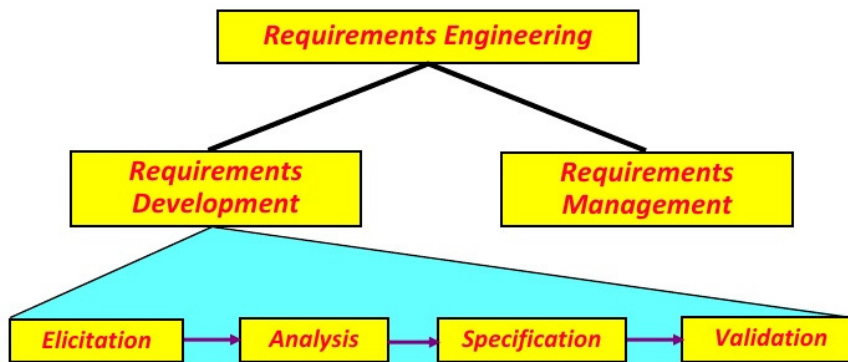 Requirements Engineering
Requirements
Development
Requirements
Management
Elicitation
Analysis
Specification
Validation